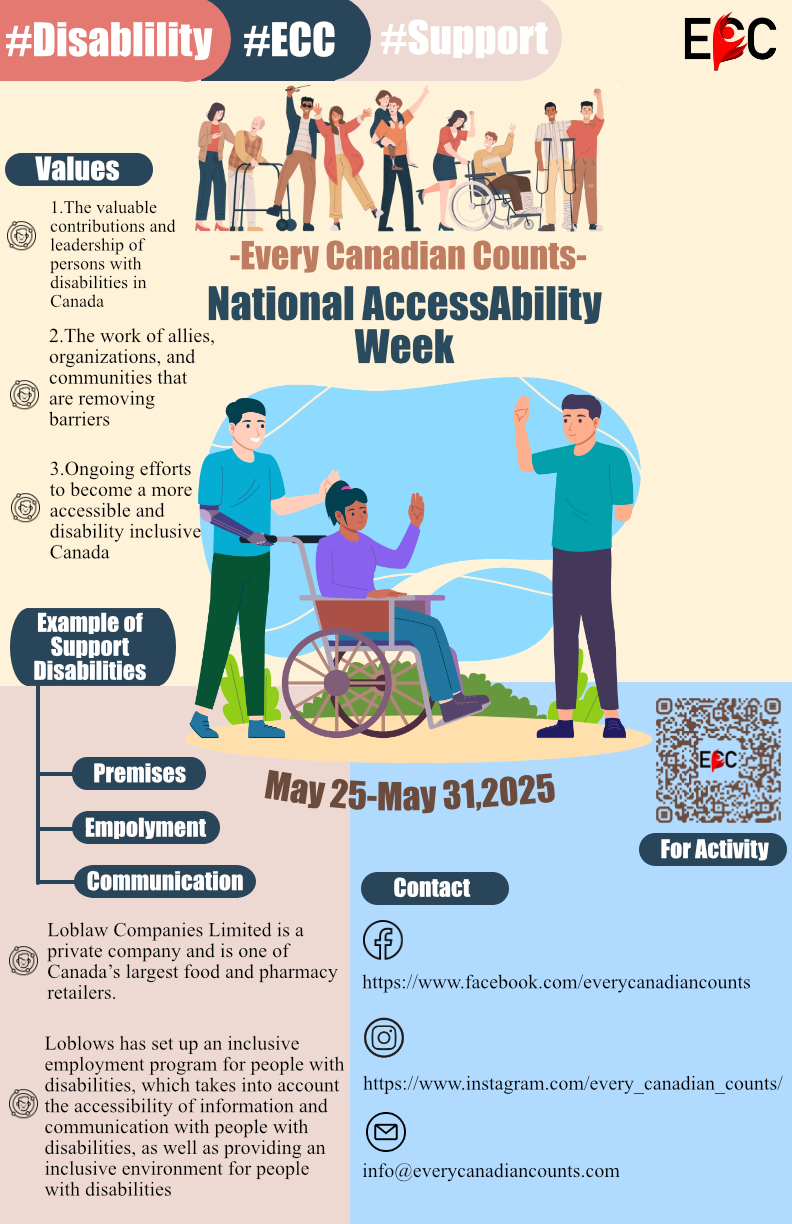 #Disablility #ECC #Support
ECC
Values
1.The valuable
contributions and
leadership of
persons with
disabilities in
Canada
2.The work of allies,
organizations, and
communities that
are removing
barriers
3.Ongoing efforts
to become a more
accessible and
disability inclusive
Canada
-Every Canadian Counts-
National AccessAbility
Week
Example of
Support
Disabilities
Premises
Empolyment
Communication
May 25-May 31,2025
ECC
For Activity
Loblaw Companies Limited is a
private company and is one of
Canada’s largest food and pharmacy
retailers.
Loblows has set up an inclusive
employment program for people with
disabilities, which takes into account
the accessibility of information and
communication with people with
disabilities, as well as providing an
inclusive environment for people
with disabilities
Contact
https://www.facebook.com/everycanadiancounts
https://www.instagram.com/every_canadian_counts/
info@everycanadiancounts.com